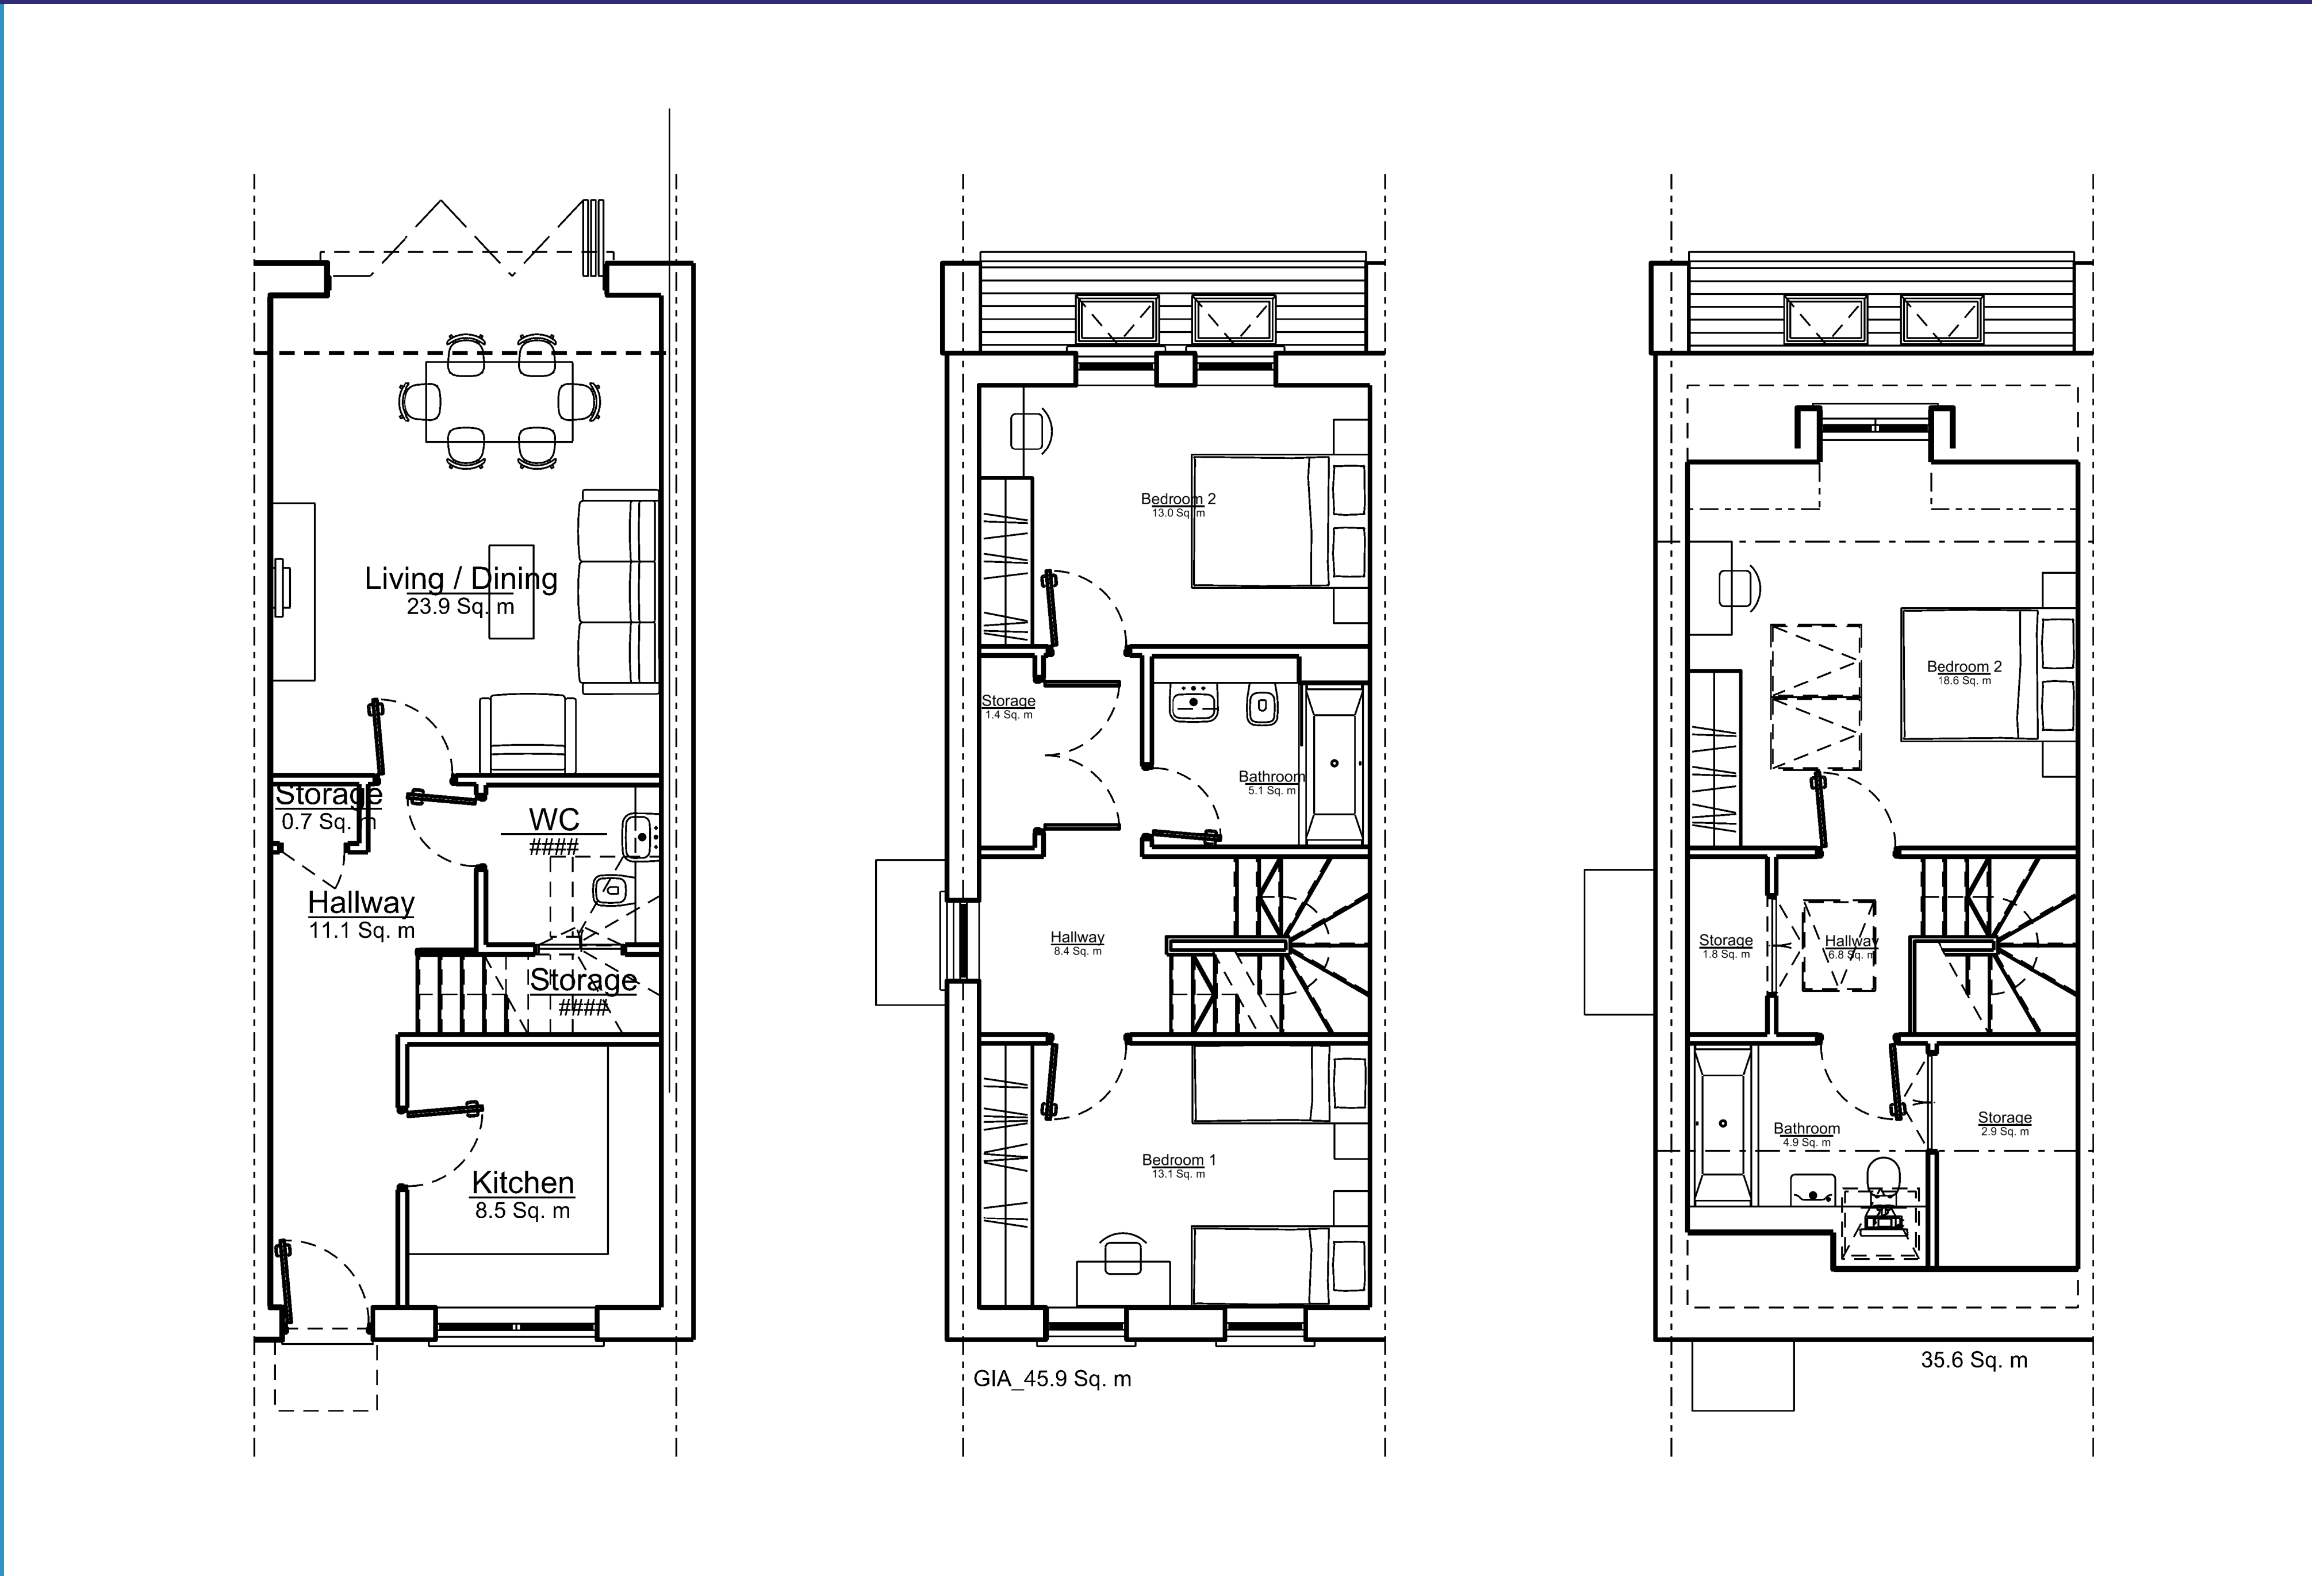 Living / Dining
23.9 Sq. m
Storage
0.7 Sq. m
WC
####
Hallway
11.1 Sq. m
Storage
####
Kitchen
8.5 Sq. m
Bedroom 2
13.0 Sq. m
Storage
1.4 Sq. m
Bathroom
5.1 Sq. m
Hallway
8.4 Sq. m
Bedroom 1
13.1 Sq. m
GIA_45.9 Sq. m
Bedroom 2
18.6 Sq. m
Storage
1.8 Sq. m
Hallway
6.8 Sq. m
Bathroom
4.9 Sq. m
Storage
2.9 Sq. m
35.6 Sq. m